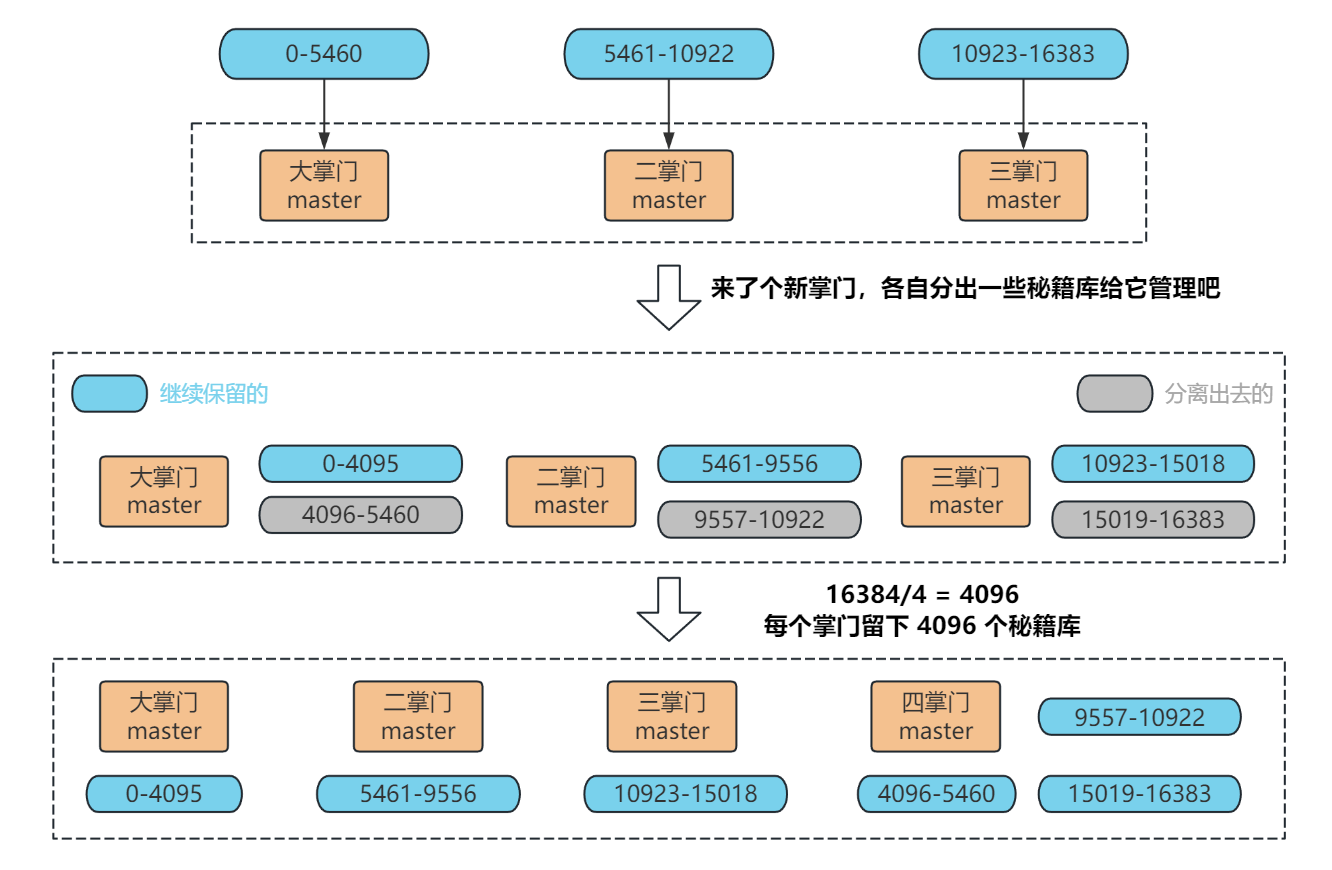 0-5460
5461-10922
10923-16383
大掌门
master
二掌门
master
三掌门
master
来了个新掌门，各自分出一些秘籍库给它管理吧
继续保留的
分离出去的
大掌门
master
0-4095
4096-5460
二掌门
master
5461-9556
9557-10922
三掌门
master
10923-15018
15019-16383
16384/4 = 4096
每个掌门留下 4096 个秘籍库
大掌门
master
0-4095
二掌门
master
5461-9556
三掌门
master
10923-15018
四掌门
master
9557-10922
4096-5460
15019-16383